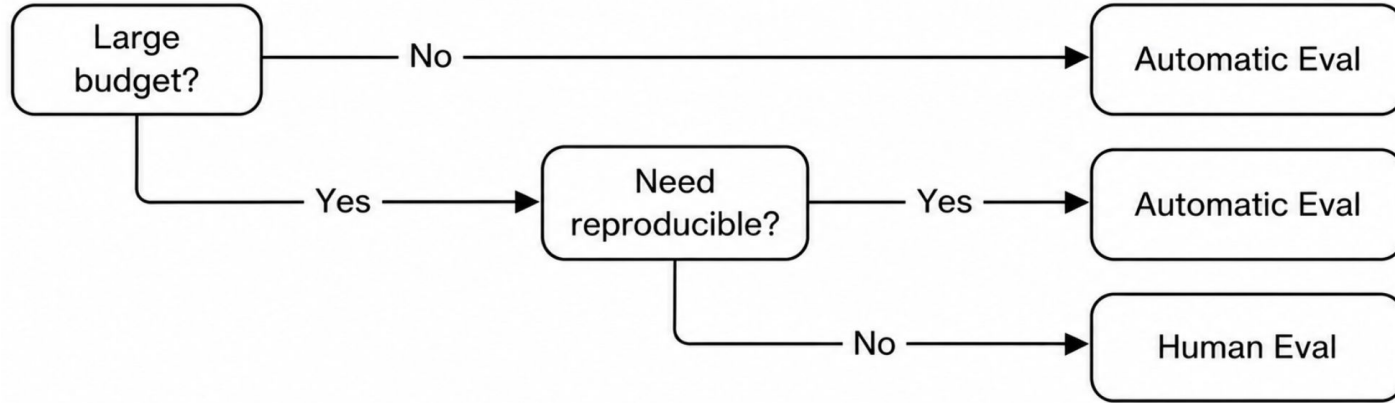 Large
budget?
No
Automatic Eval
Yes
Need
reproducible?
Yes
Automatic Eval
No
Human Eval